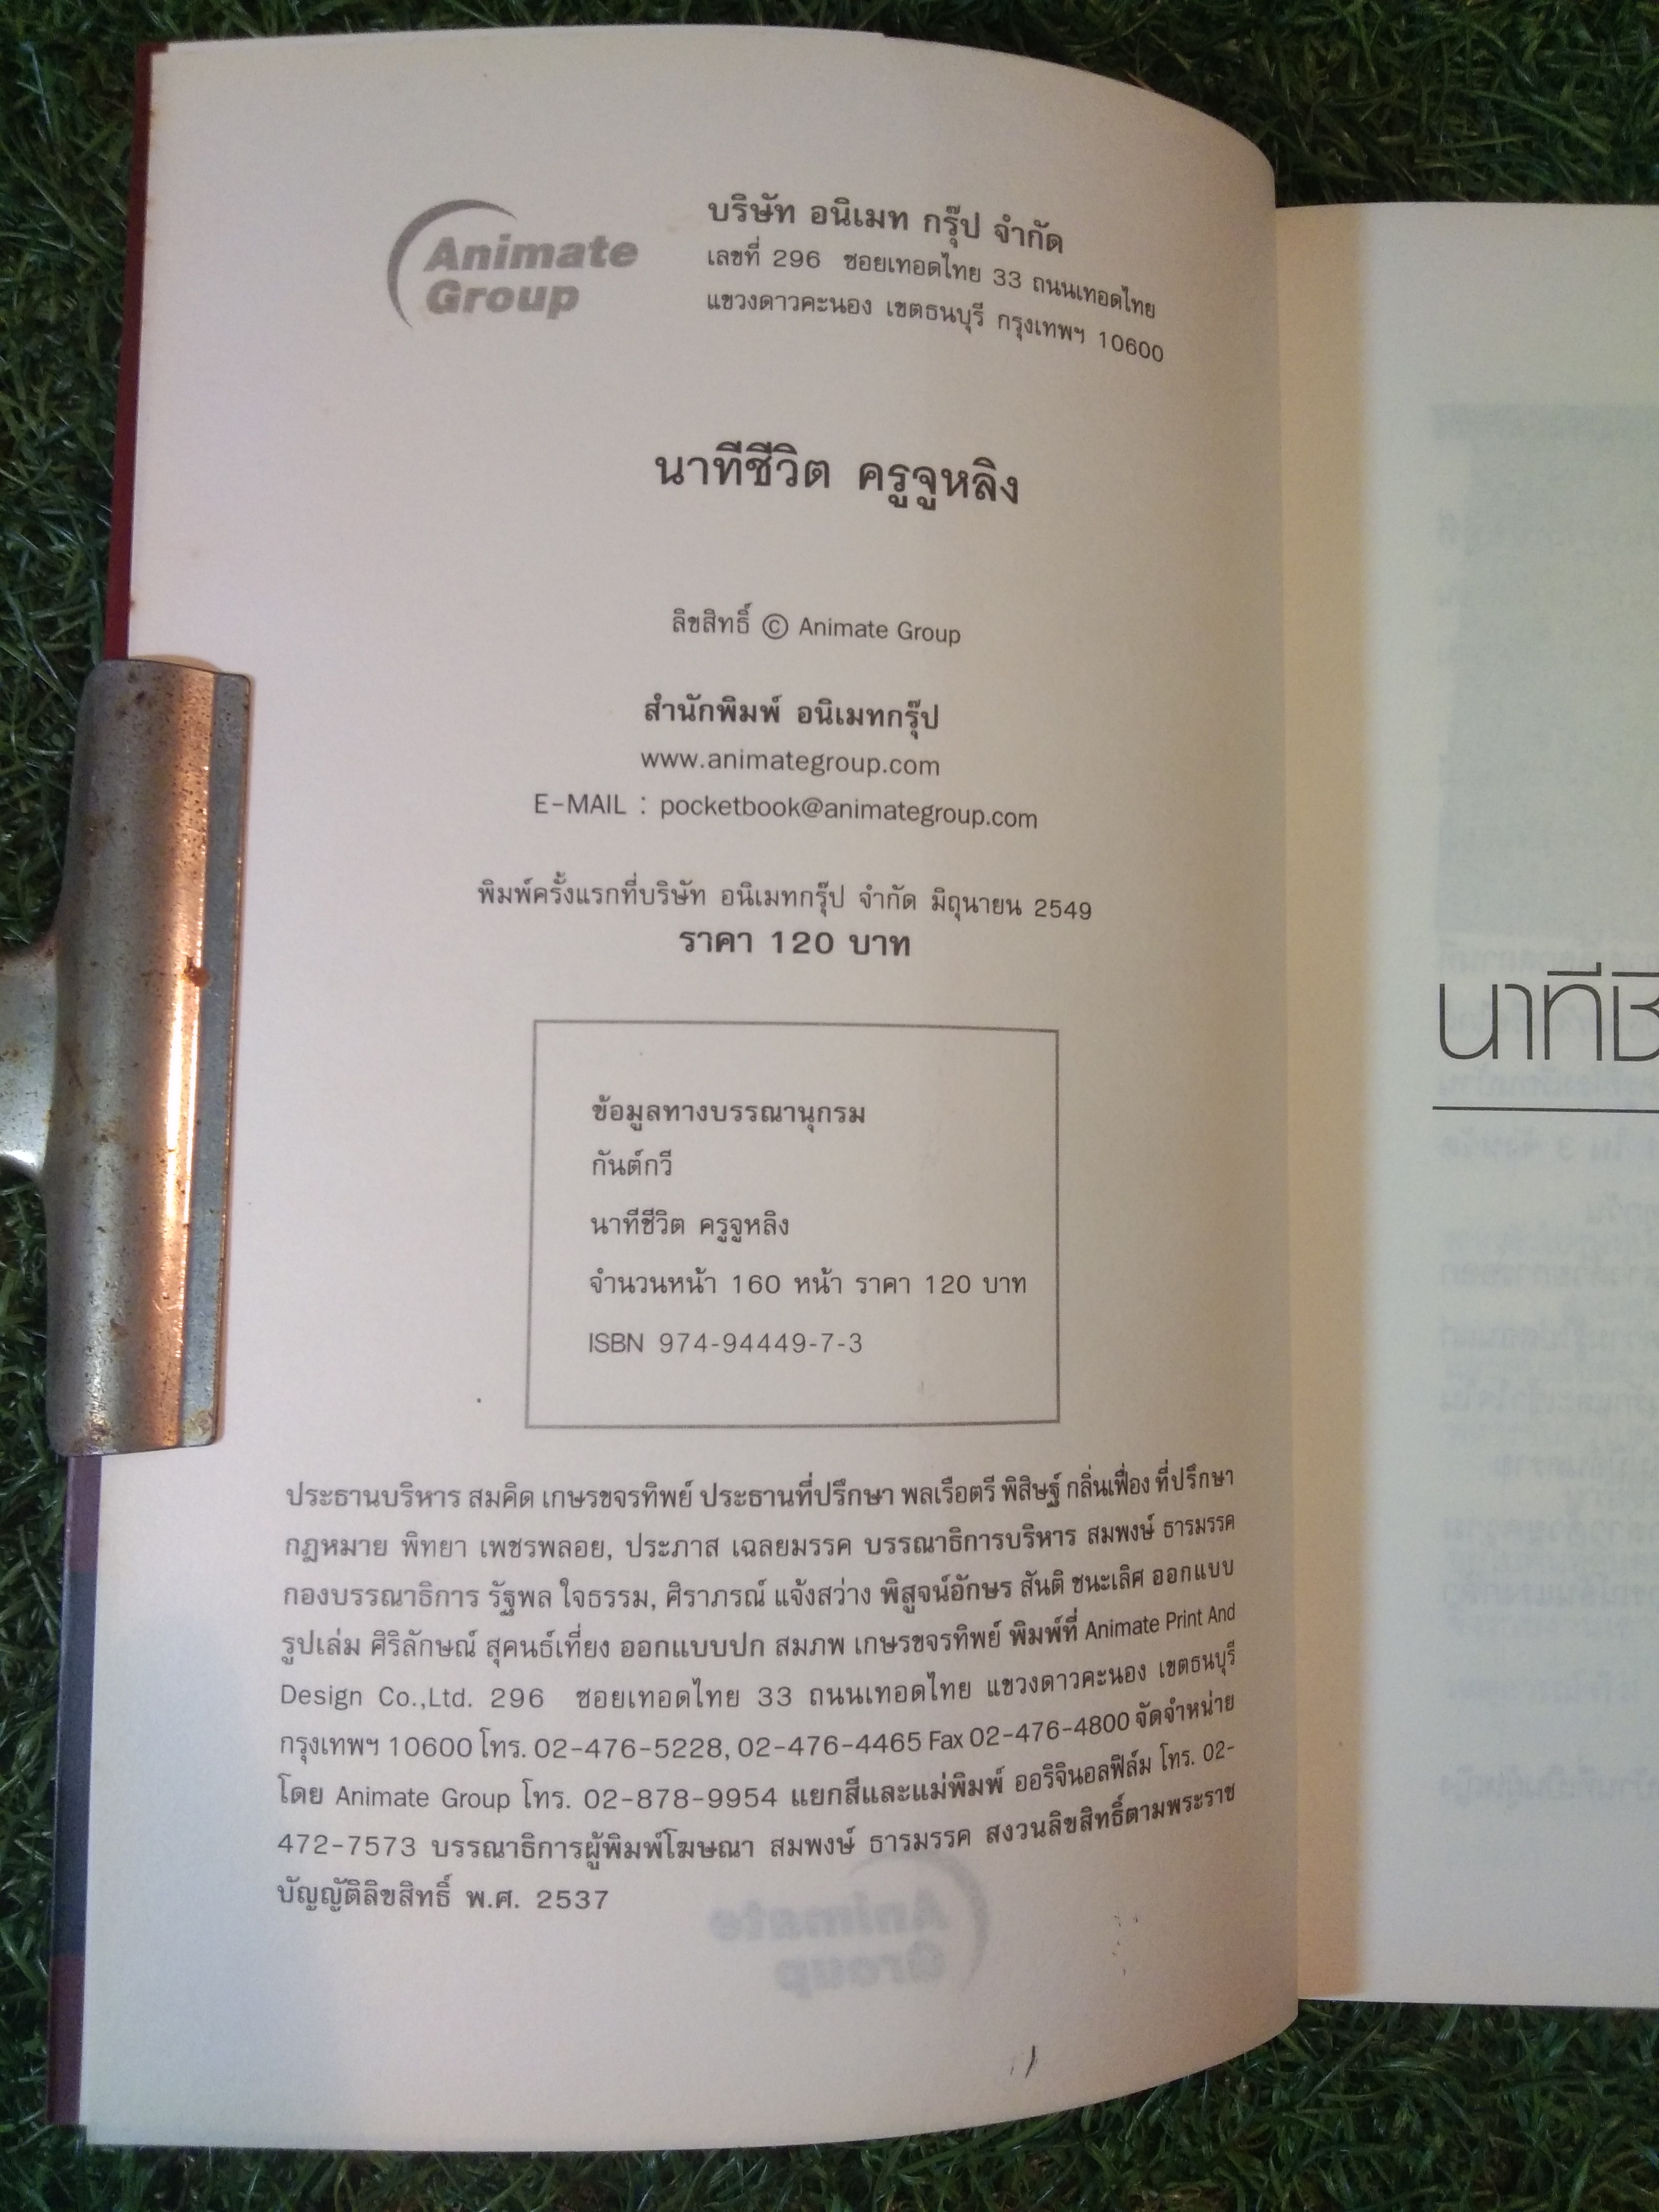 Animate
Group
บริษัท อนิเมท กรุ๊ป จำกัด
เลขที่ 296 ซอยเทอดไทย 33 ถนนเทอดไทย
แขวงดาวคะนอง เขตธนบุรี กรุงเทพฯ 10600
นาทีชีวิต ครูจูหลิง
ลิขสิทธิ์ © Animate Group
สำนักพิมพ์ อนิเมทกรุ๊ป
www.animategroup.com
E-MAIL : pocketbook@animategroup.com
พิมพ์ครั้งแรกที่บริษัท อนิเมทกรุ๊ป จำกัด มิถุนายน 2549
ราคา 120 บาท
ข้อมูลทางบรรณานุกรม
กันต์กวี
นาทีชีวิต ครูจูหลิง
จำนวนหน้า 160 หน้า ราคา 120 บาท
ISBN 974-94449-7-3
ประธานบริหาร สมคิด เกษรขจรทิพย์ ประธานที่ปรึกษา พลเรือตรี พิสิษฐ์ กลิ่นเฟื่อง ที่ปรึกษา
กฎหมาย พิทยา เพชรพลอย, ประภาส เฉลยมรรค บรรณาธิการบริหาร สมพงษ์ ธารมรรค
กองบรรณาธิการ รัฐพล ใจธรรม, ศิราภรณ์ แจ้งสว่าง พิสูจน์อักษร สันติ ชนะเลิศ ออกแบบ
รูปเล่ม ศิริลักษณ์ สุคนธ์เที่ยง ออกแบบปก สมภพ เกษรขจรทิพย์ พิมพ์ที่ Animate Print And
Design Co.,Ltd. 296 ซอยเทอดไทย 33 ถนนเทอดไทย แขวงดาวคะนอง เขตธนบุรี
กรุงเทพฯ 10600 โทร. 02-476-5228, 02-476-4465 Fax 02-476-4800 จัดจำหน่าย
โดย Animate Group โทร. 02-878-9954 แยกสีและแม่พิมพ์ ออริจินอลฟิล์ม โทร. 02-
472-7573 บรรณาธิการผู้พิมพ์โฆษณา สมพงษ์ ธารมรรค สงวนลิขสิทธิ์ตามพระราช
บัญญัติลิขสิทธิ์ พ.ศ. 2537
นาที